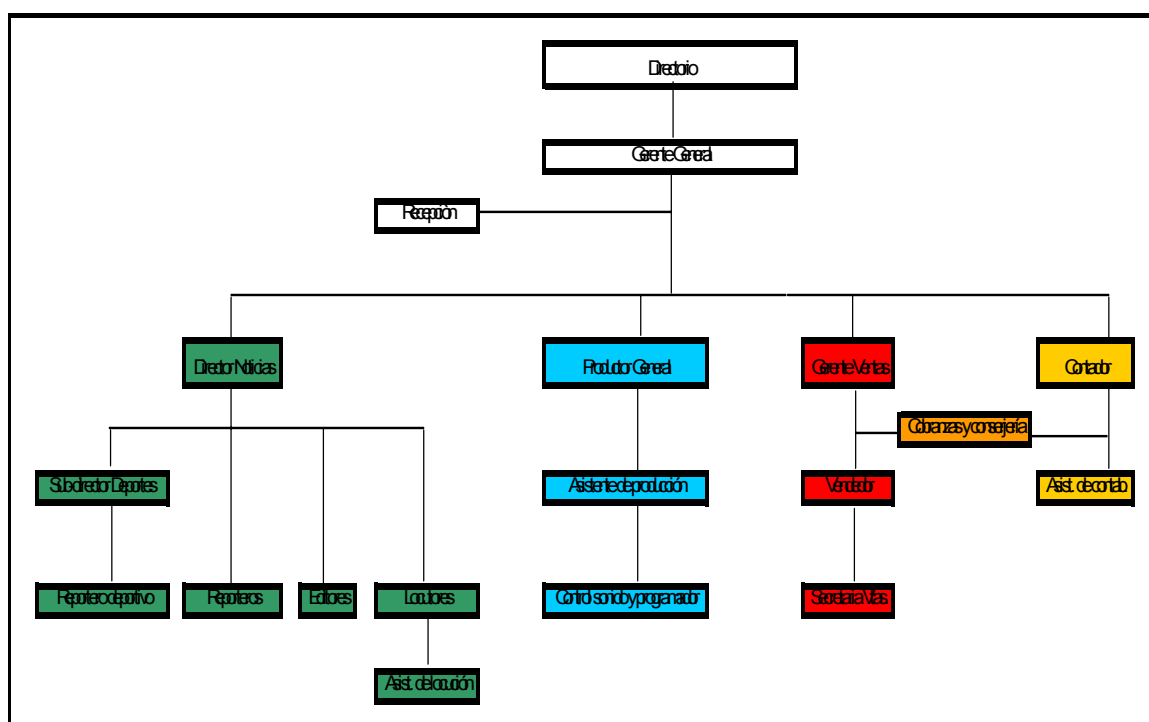 Directorio
Gerente General
Recepción
Director Noticias
Productor General
Gerente Ventas
Contador
Cobranzas y consejería
Subdirector Deportes
Asistente de producción
Vendedor
Asist. de contab.
Reportero deportivo
Reporteros
Editores
Locutores
Control sonido y programador
Secretaria Vtas.
Asist. de locución